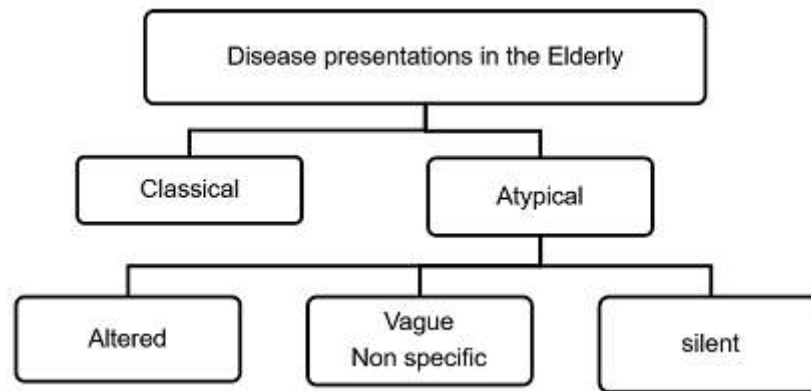 Disease presentations in the Elderly
Classical
Atypical
Altered
Vague
Non specific
silent